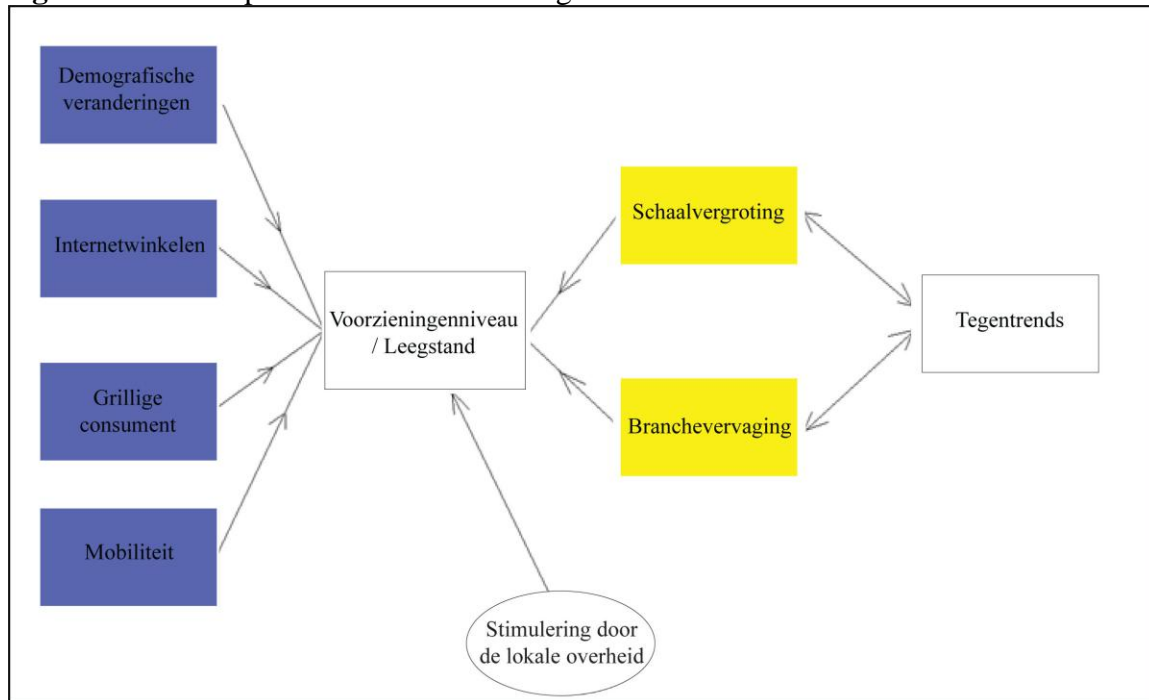 Demografische
veranderingen
Internetwinkelen
Grillige
consument
Mobiliteit
Voorzieningenniveau
/ Leegstand
Stimulering door
de lokale overheid
Schaalvergroting
Branchevervaging
Tegentrends